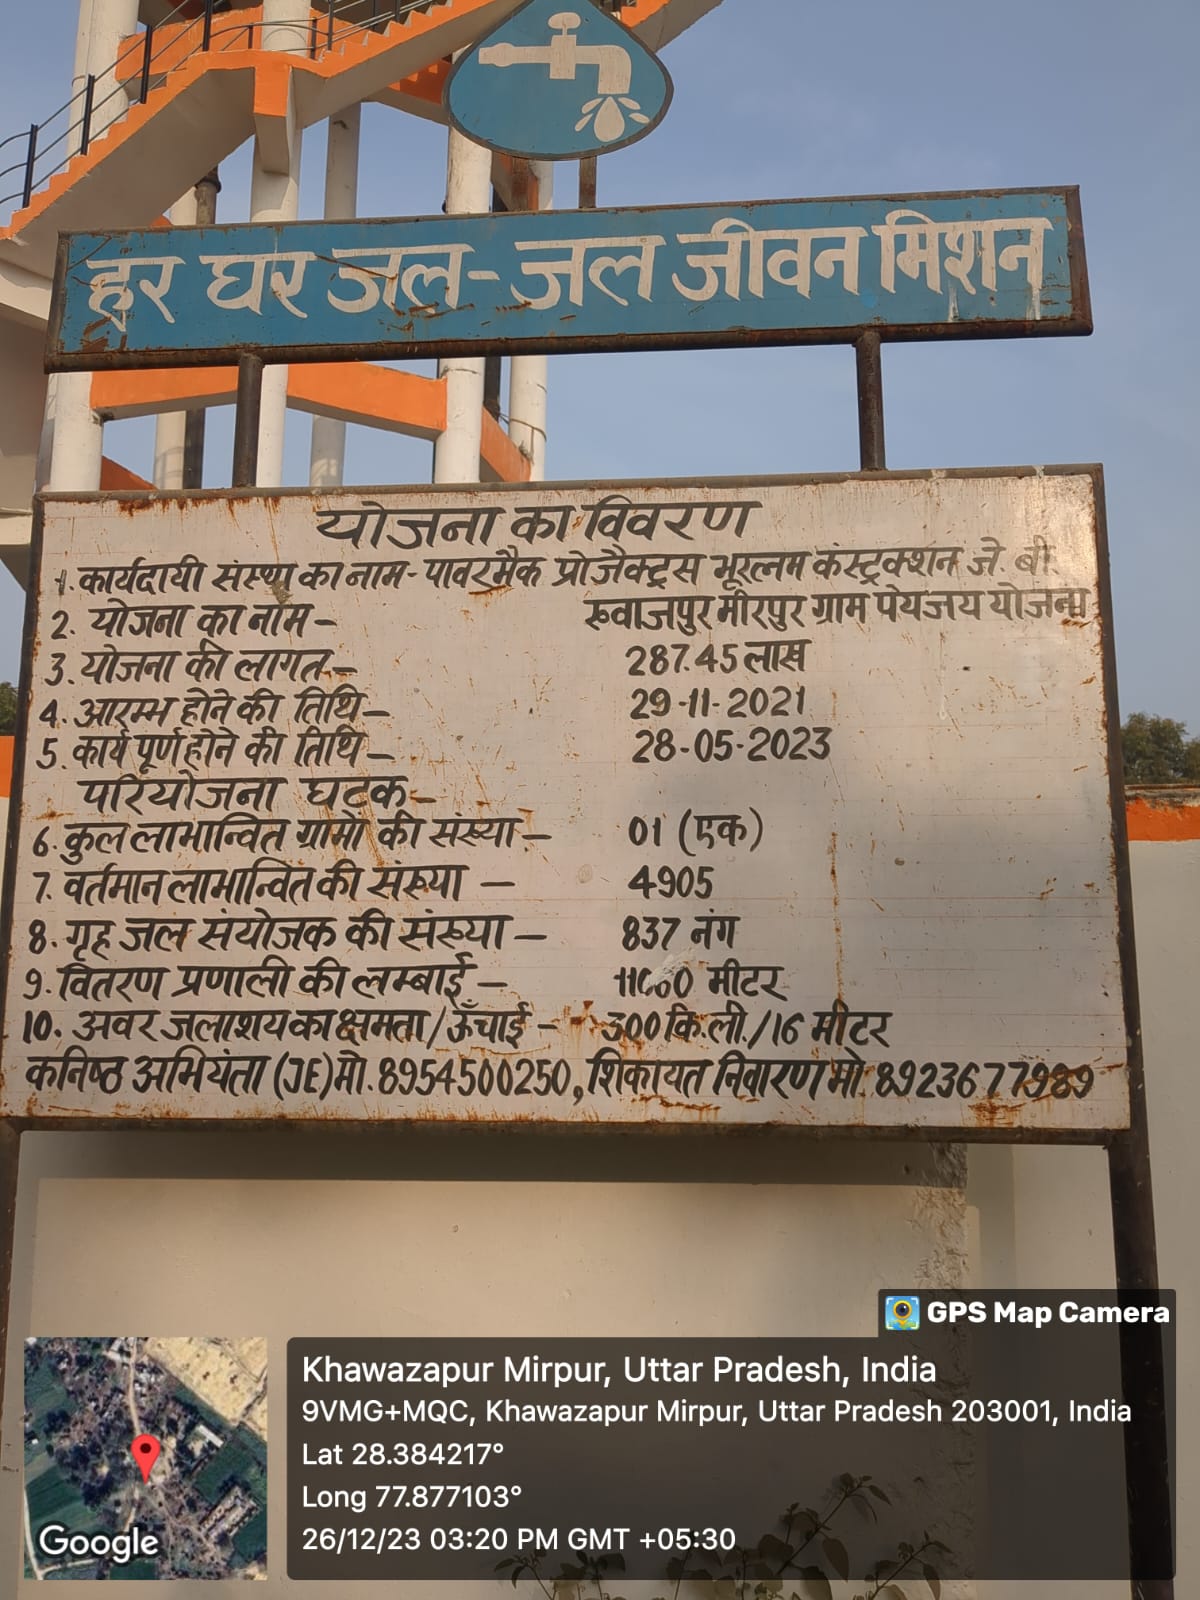 हर घर जल-जल जीवन मिशन
योजना का विवरण
1. कार्यदायी संस्था का नाम- पावरमैक प्रोजैक्ट्स भूरत्नम कंस्ट्रक्शन जे. बी.
2. योजना का नाम- ख्वाजपुर मीरपुर ग्राम पेयजय योजना
3. योजना की लागत- 287.45 लाख
4. आरम्भ होने की तिथि- 29-11-2021
5. कार्य पूर्ण होने की तिथि- 28-05-2023
परियोजना घटक-
6. कुल लाभान्वित ग्रामों की संख्या- 01 (एक)
7. वर्तमान लाभान्वित की संख्या - 4905
8. गृह जल संयोजक की संख्या - 837 नंग
9. वितरण प्रणाली की लम्बाई - मीटर
10. अवर जलाशय का क्षमता/ऊँचाई - 300 कि.ली./16 मीटर
कनिष्ठ अभियंता (JE) मो. 8954500250, शिकायत निवारण मो. 8923677989
GPS Map Camera
Khawazapur Mirpur, Uttar Pradesh, India
9VMG+MQC, Khawazapur Mirpur, Uttar Pradesh 203001, India
Lat 28.384217°
Long 77.877103°
26/12/23 03:20 PM GMT +05:30
Google